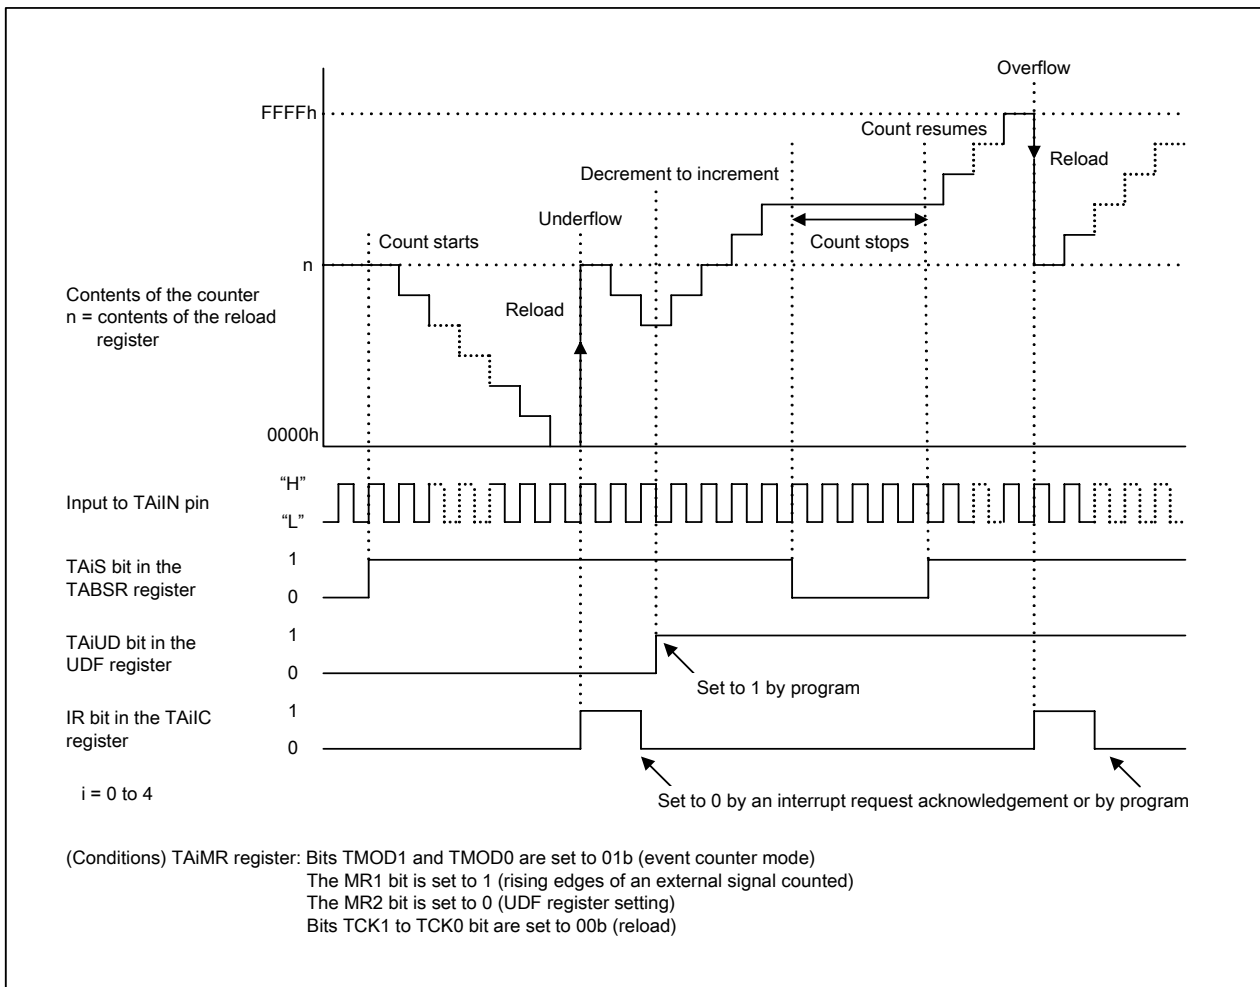 Overflow
FFFFh
Count resumes
Reload
Decrement to increment
Underflow
Count starts
Count stops
n
Contents of the counter
n = contents of the reload
register
Reload
0000h
Input to TAiIN pin
“H”
“L”
TAiS bit in the
TABSR register
1
0
TAiUD bit in the
UDF register
1
0
Set to 1 by program
IR bit in the TAiIC
register
1
0
i = 0 to 4
Set to 0 by an interrupt request acknowledgement or by program
(Conditions) TAiMR register: Bits TMOD1 and TMOD0 are set to 01b (event counter mode)
The MR1 bit is set to 1 (rising edges of an external signal counted)
The MR2 bit is set to 0 (UDF register setting)
Bits TCK1 to TCK0 bit are set to 00b (reload)